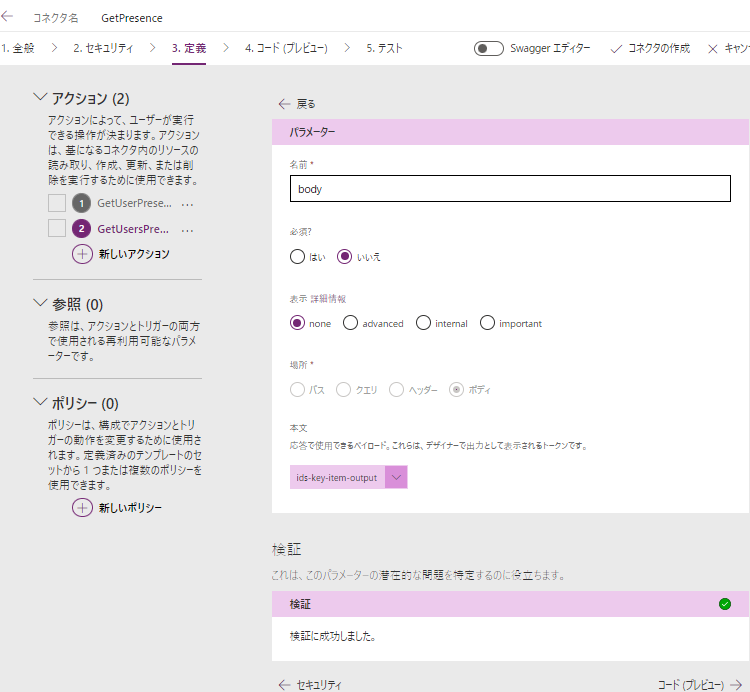 コネクタ名 GetPresence
1. 全般 2. セキュリティ 3. 定義 4. コード (プレビュー) 5. テスト Swagger エディター コネクタの作成 キャン
アクション (2)
アクションによって、ユーザーが実行
できる操作が決まります。アクション
は、基になるコネクタ内のリソースの
読み取り、作成、更新、または削
除を実行するために使用できます。
1 GetUserPrese... ...
2 GetUsersPre... ...
新しいアクション
参照 (0)
参照は、アクションとトリガーの両方
で使用される再利用可能なパラメ
ーターです。
ポリシー (0)
ポリシーは、構成でアクションとトリ
ガーの動作を変更するために使用さ
れます。定義済みのテンプレートのセ
ットから 1 つまたは複数のポリシーを
使用できます。
新しいポリシー
戻る
パラメーター
名前 *
body
必須?
はい いいえ
表示 詳細情報
none advanced internal important
場所 *
パス クエリ ヘッダー ボディ
本文
応答で使用できるペイロード。これらは、デザイナーで出力として表示されるトークンです。
ids-key-item-output
検証
これは、このパラメーターの潜在的な問題を特定するのに役立ちます。
検証
検証に成功しました。
セキュリティ コード (プレビュー)